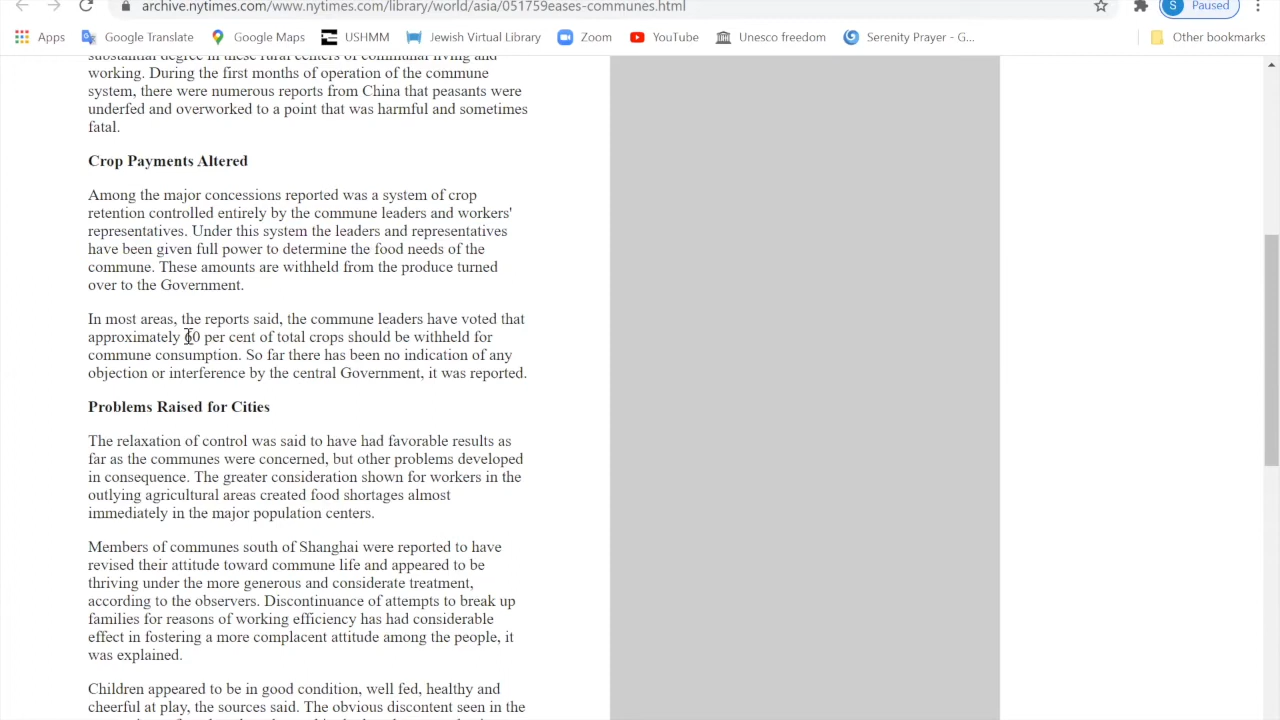 archive.nytimes.com/www.nytimes.com/library/world/asia/051759eases-communes.html
S Paused
Apps Google Translate Google Maps USHMM Jewish Virtual Library Zoom YouTube Unesco freedom Serenity Prayer - G... Other bookmarks
substantial degree in these rural centers of communal living and
working. During the first months of operation of the commune
system, there were numerous reports from China that peasants were
underfed and overworked to a point that was harmful and sometimes
fatal.
Crop Payments Altered
Among the major concessions reported was a system of crop
retention controlled entirely by the commune leaders and workers'
representatives. Under this system the leaders and representatives
have been given full power to determine the food needs of the
commune. These amounts are withheld from the produce turned
over to the Government.
In most areas, the reports said, the commune leaders have voted that
approximately 60 per cent of total crops should be withheld for
commune consumption. So far there has been no indication of any
objection or interference by the central Government, it was reported.
Problems Raised for Cities
The relaxation of control was said to have had favorable results as
far as the communes were concerned, but other problems developed
in consequence. The greater consideration shown for workers in the
outlying agricultural areas created food shortages almost
immediately in the major population centers.
Members of communes south of Shanghai were reported to have
revised their attitude toward commune life and appeared to be
thriving under the more generous and considerate treatment,
according to the observers. Discontinuance of attempts to break up
families for reasons of working efficiency has had considerable
effect in fostering a more complacent attitude among the people, it
was explained.
Children appeared to be in good condition, well fed, healthy and
cheerful at play, the sources said. The obvious discontent seen in the